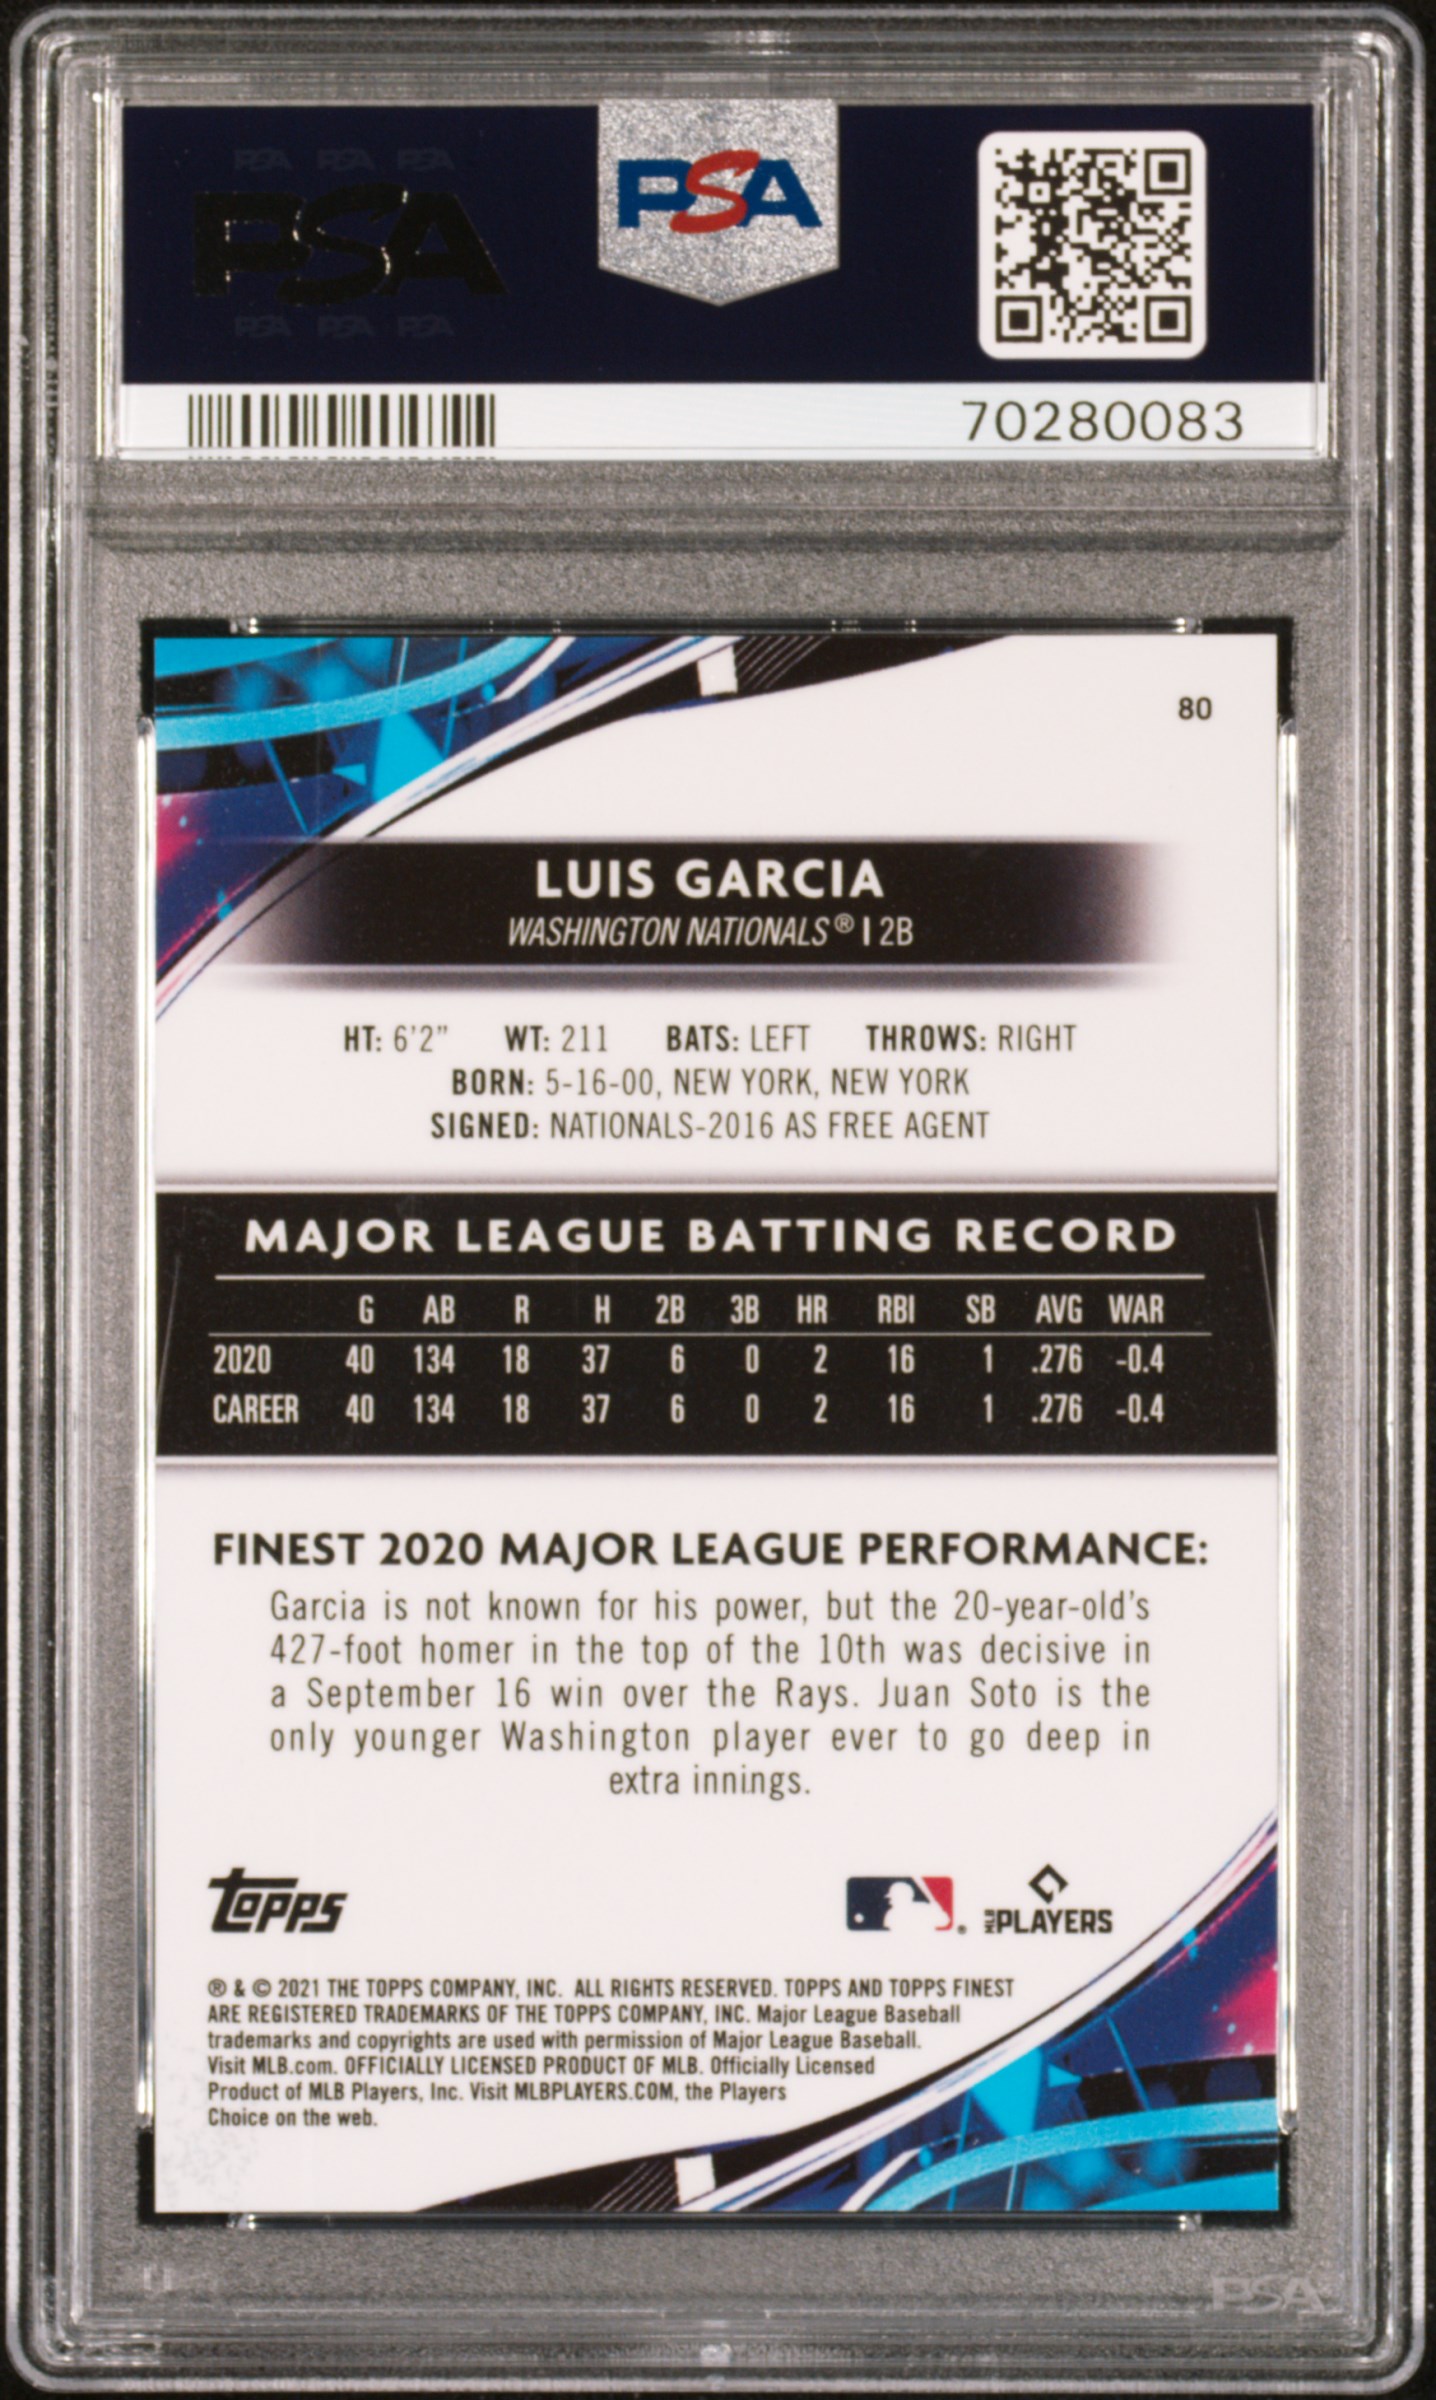 PSA PSA PSA
PSA
PSA PSA PSA
PSA
70280083
80
LUIS GARCIA
WASHINGTON NATIONALS® | 2B
HT: 6'2" WT: 211 BATS: LEFT THROWS: RIGHT
BORN: 5-16-00, NEW YORK, NEW YORK
SIGNED: NATIONALS-2016 AS FREE AGENT
MAJOR LEAGUE BATTING RECORD
G AB R H 2B 3B HR RBI SB AVG WAR
2020 40 134 18 37 6 0 2 16 1 .276 -0.4
CAREER 40 134 18 37 6 0 2 16 1 .276 -0.4
FINEST 2020 MAJOR LEAGUE PERFORMANCE:
Garcia is not known for his power, but the 20-year-old's
427-foot homer in the top of the 10th was decisive in
a September 16 win over the Rays. Juan Soto is the
only younger Washington player ever to go deep in
extra innings.
Topps
MLB PLAYERS
® & © 2021 THE TOPPS COMPANY, INC. ALL RIGHTS RESERVED. TOPPS AND TOPPS FINEST
ARE REGISTERED TRADEMARKS OF THE TOPPS COMPANY, INC. Major League Baseball
trademarks and copyrights are used with permission of Major League Baseball.
Visit MLB.com. OFFICIALLY LICENSED PRODUCT OF MLB. Officially Licensed
Product of MLB Players, Inc. Visit MLBPLAYERS.COM, the Players
Choice on the web.
PSA